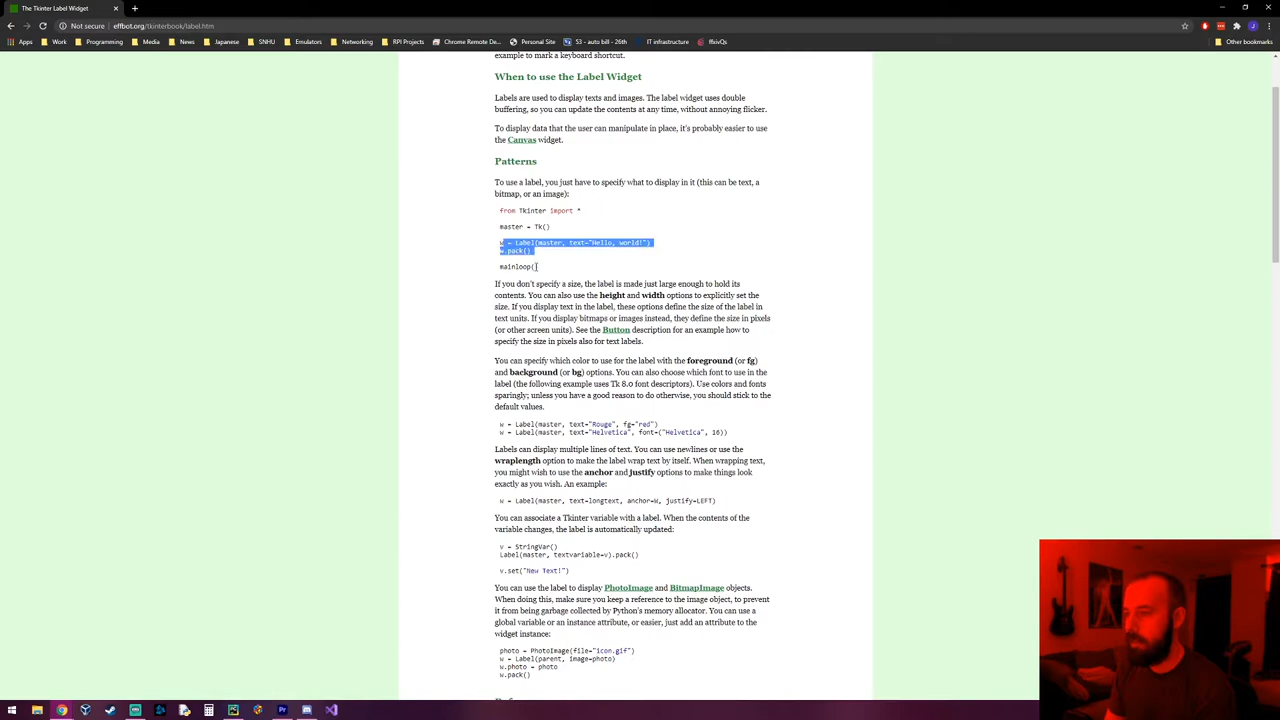 The Tkinter Label Widget
Not secure | effbot.org/tkinterbook/label.htm
Apps Work Programming Media News Japanese SNHU Emulators Networking RPI Projects Chrome Remote De... Personal Site 53 - auto bill - 26th IT infrastructure ffxivQs Other bookmarks
example to mark a keyboard shortcut.
When to use the Label Widget
Labels are used to display texts and images. The label widget uses double
buffering, so you can update the contents at any time, without annoying flicker.
To display data that the user can manipulate in place, it's probably easier to use
the Canvas widget.
Patterns
To use a label, you just have to specify what to display in it (this can be text, a
bitmap, or an image):
from Tkinter import *
master = Tk()
w = Label(master, text="Hello, world!")
w.pack()
mainloop()
If you don't specify a size, the label is made just large enough to hold its
contents. You can also use the height and width options to explicitly set the
size. If you display text in the label, these options define the size of the label in
text units. If you display bitmaps or images instead, they define the size in pixels
(or other screen units). See the Button description for an example how to
specify the size in pixels also for text labels.
You can specify which color to use for the label with the foreground (or fg)
and background (or bg) options. You can also choose which font to use in the
label (the following example uses Tk 8.0 font descriptors). Use colors and fonts
sparingly; unless you have a good reason to do otherwise, you should stick to the
default values.
w = Label(master, text="Rouge", fg="red")
w = Label(master, text="Helvetica", font=("Helvetica", 16))
Labels can display multiple lines of text. You can use newlines or use the
wraplength option to make the label wrap text by itself. When wrapping text,
you might wish to use the anchor and justify options to make things look
exactly as you wish. An example:
w = Label(master, text=longtext, anchor=W, justify=LEFT)
You can associate a Tkinter variable with a label. When the contents of the
variable changes, the label is automatically updated:
v = StringVar()
Label(master, textvariable=v).pack()
v.set("New Text!")
You can use the label to display PhotoImage and BitmapImage objects.
When doing this, make sure you keep a reference to the image object, to prevent
it from being garbage collected by Python's memory allocator. You can use a
global variable or an instance attribute, or easier, just add an attribute to the
widget instance:
photo = PhotoImage(file="icon.gif")
w = Label(parent, image=photo)
w.photo = photo
w.pack()